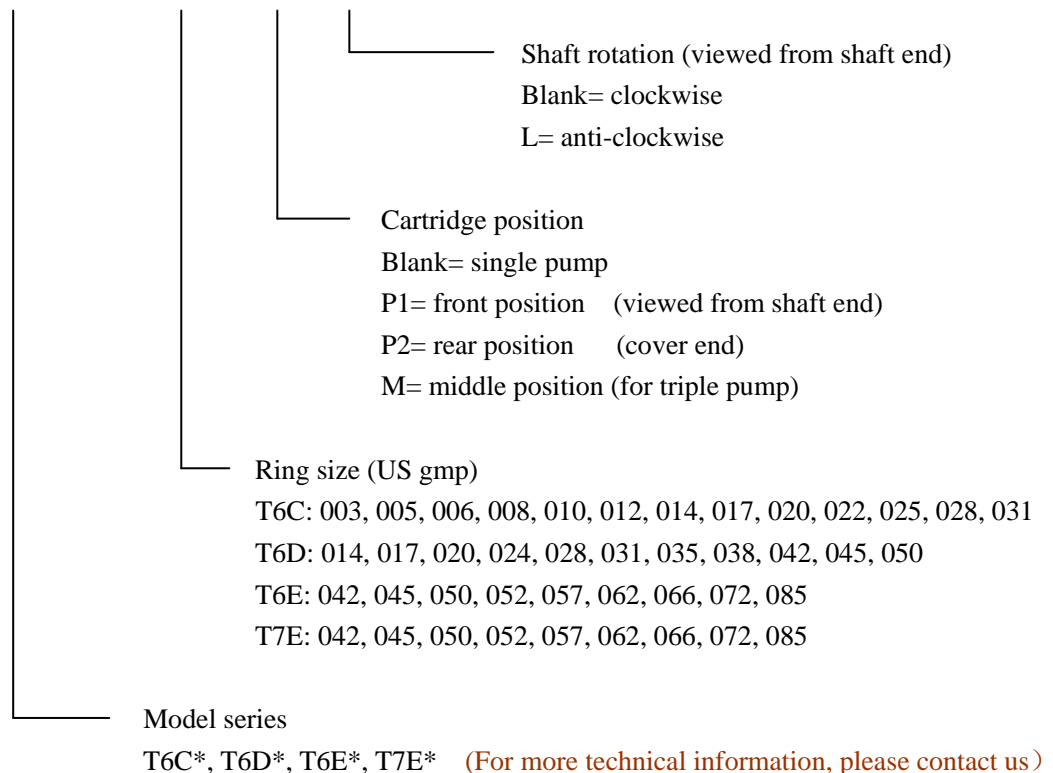 Shaft rotation (viewed from shaft end)
Blank= clockwise
L= anti-clockwise
Cartridge position
Blank= single pump
P1= front position (viewed from shaft end)
P2= rear position (cover end)
M= middle position (for triple pump)
Ring size (US gmp)
T6C: 003, 005, 006, 008, 010, 012, 014, 017, 020, 022, 025, 028, 031
T6D: 014, 017, 020, 024, 028, 031, 035, 038, 042, 045, 050
T6E: 042, 045, 050, 052, 057, 062, 066, 072, 085
T7E: 042, 045, 050, 052, 057, 062, 066, 072, 085
Model series
T6C*, T6D*, T6E*, T7E* (For more technical information, please contact us）